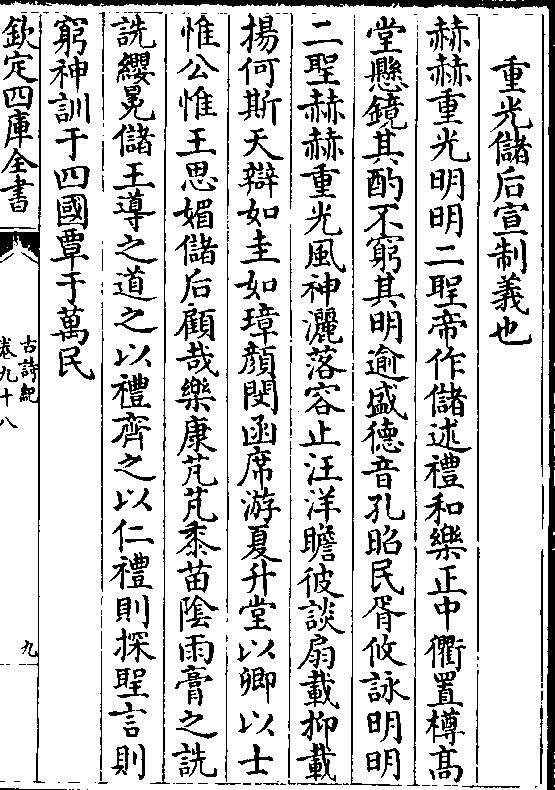 重光儲后宣制義也
赫赫重光明明二聖帝作儲述禮和樂正中衢置樽髙
堂懸鏡其酌不窮其明逾盛德音孔昭民胥攸詠明明
二聖赫赫重光風神灑落容止汪洋瞻彼談扇載抑載
揚何斯天辯如圭如璋顔閔函席游夏升堂以卿以士
惟公惟王思媚儲后顧哉樂康芃芃黍苗隂雨膏之詵
詵纓冕儲王導之道之以禮齊之以仁禮則探聖言則
窮神訓于四國覃于萬民
欽定四庫全書
古詩紀
卷九十八
九